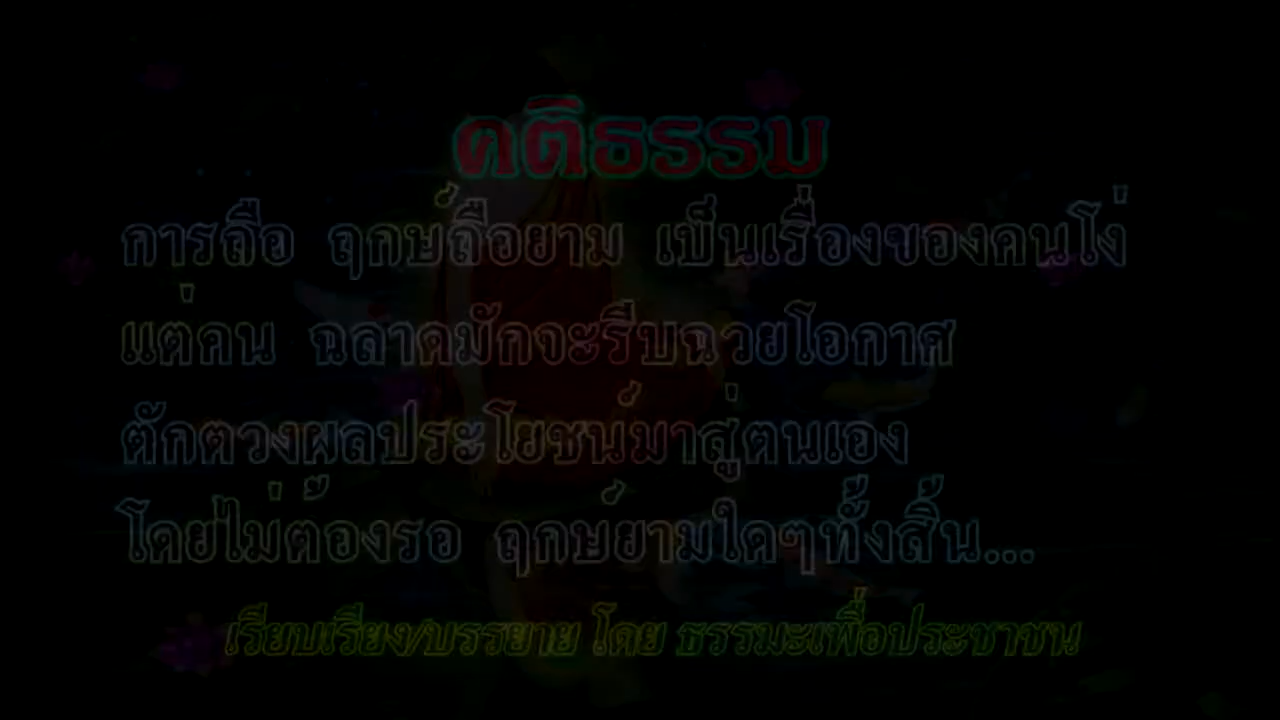 คติธรรม
การถือ ฤกษ์ถือยาม เป็นเรื่องของคนโง่
แต่คน ฉลาดมักจะรีบฉวยโอกาศ
ตักตวงผลประโยชน์มาสู่ตนเอง
โดยไม่ต้องรอ ฤกษ์ยามใดๆทั้งสิ้น...
เรียบเรียง/บรรยาย โดย ธรรมะเพื่อประชาชน